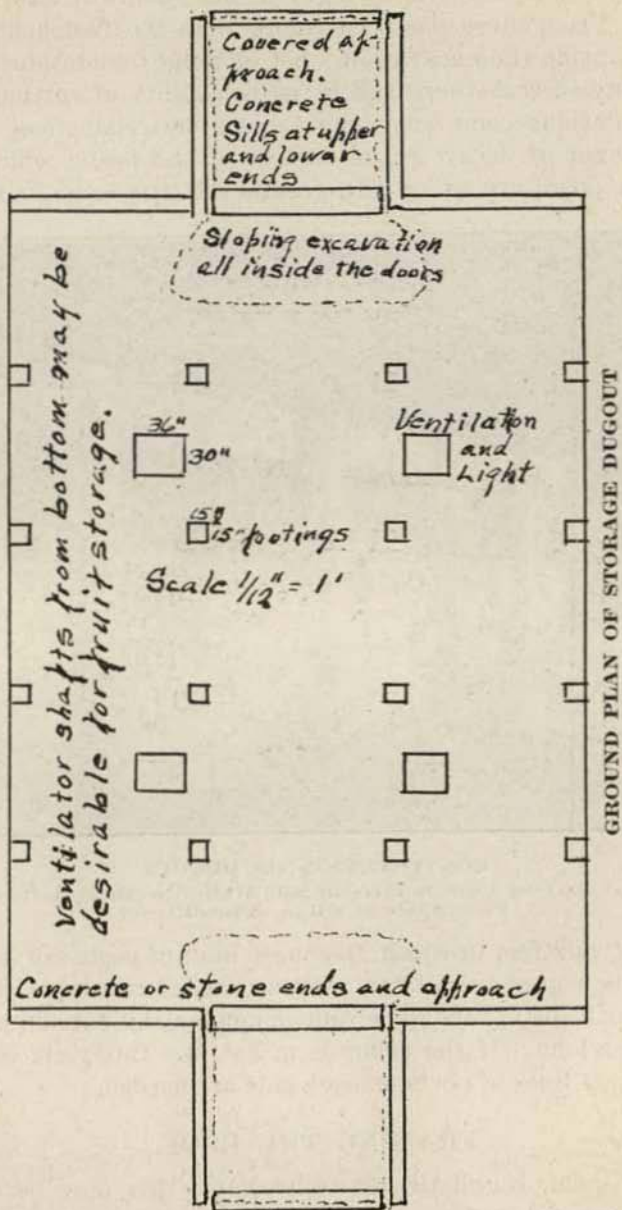 Covered ap
proach.
Concrete
Sills at upper
and lowar
ends
Sloping excavation
all inside the doors
Ventilator shafts from bottom may be
desirable for fruit storage.
36"
30"
Ventilation
and
Light
15"
15-footings
Scale 1/12" = 1'
Concrete or stone ends and approach
GROUND PLAN OF STORAGE DUGOUT